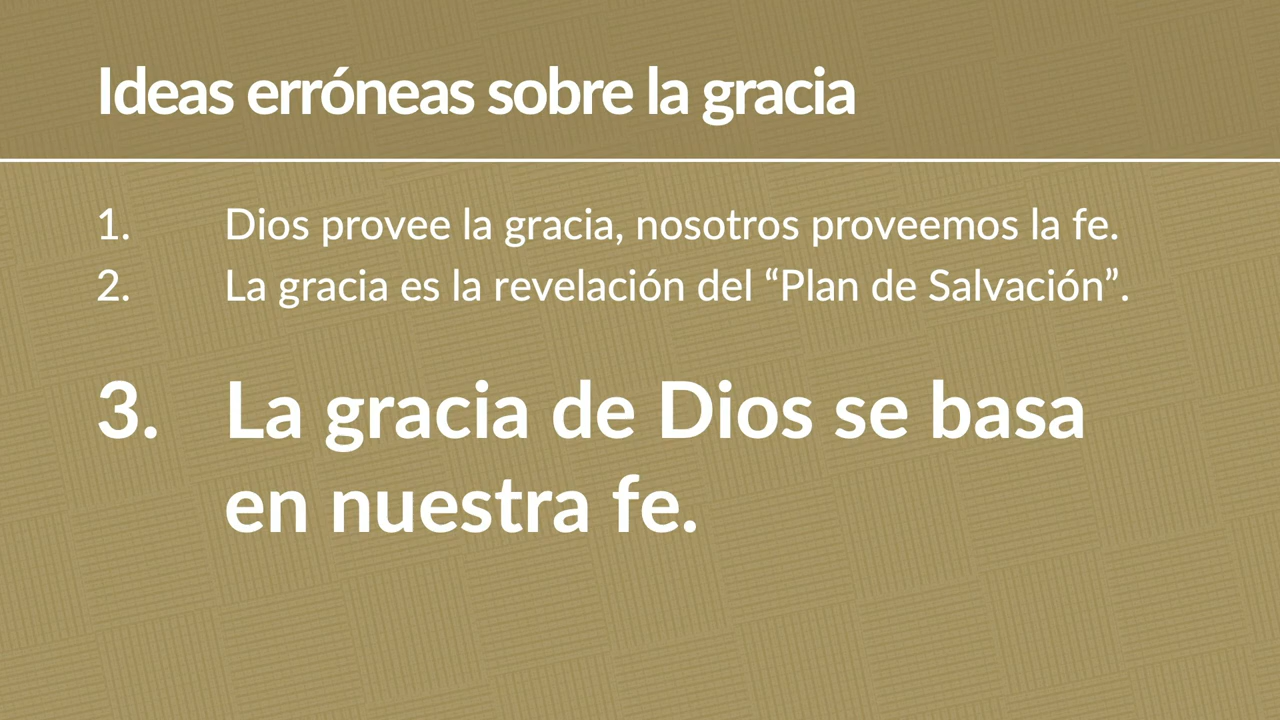 Ideas erróneas sobre la gracia
1. Dios provee la gracia, nosotros proveemos la fe.
2. La gracia es la revelación del “Plan de Salvación”.
3. La gracia de Dios se basa
en nuestra fe.